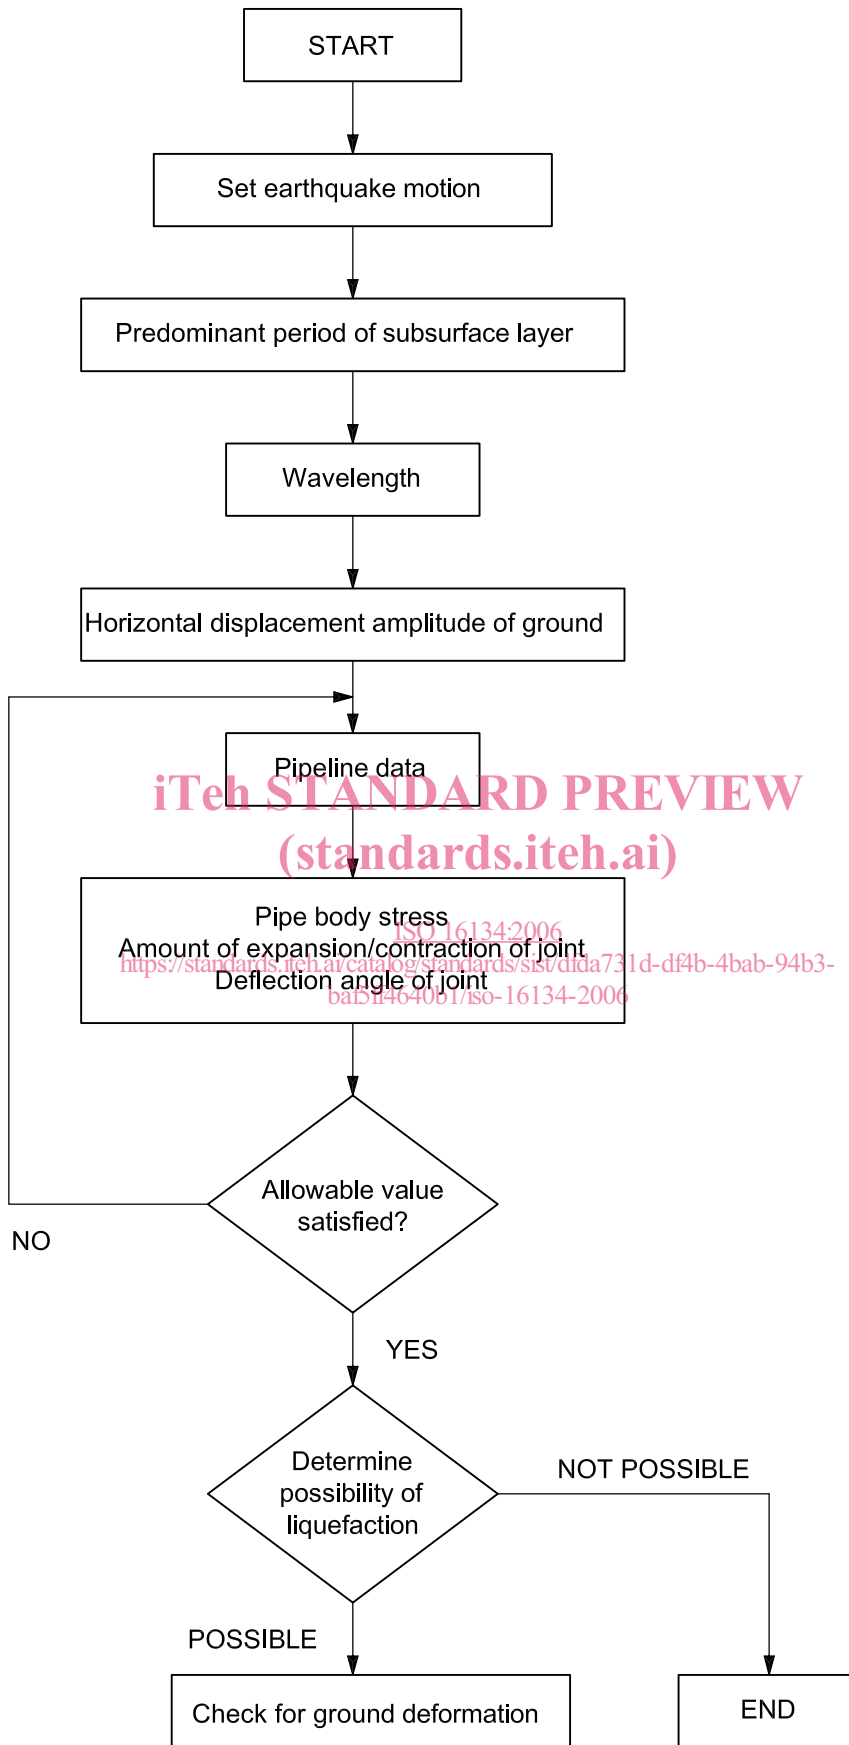 START
Set earthquake motion
Predominant period of subsurface layer
Wavelength
Horizontal displacement amplitude of ground
Pipeline data
iTeh STANDARD PREVIEW
(standards.iteh.ai)
Pipe body stress
ISO 16134:2006
Amount of expansion/contraction of joint
https://standards.iteh.ai/catalog/standards/sist/dfda731d-df4b-4bab-94b3-
Deflection angle of joint
baf5ff4640b1/iso-16134-2006
Allowable value
satisfied?
NO
YES
Determine
possibility of
liquefaction
NOT POSSIBLE
POSSIBLE
Check for ground deformation
END